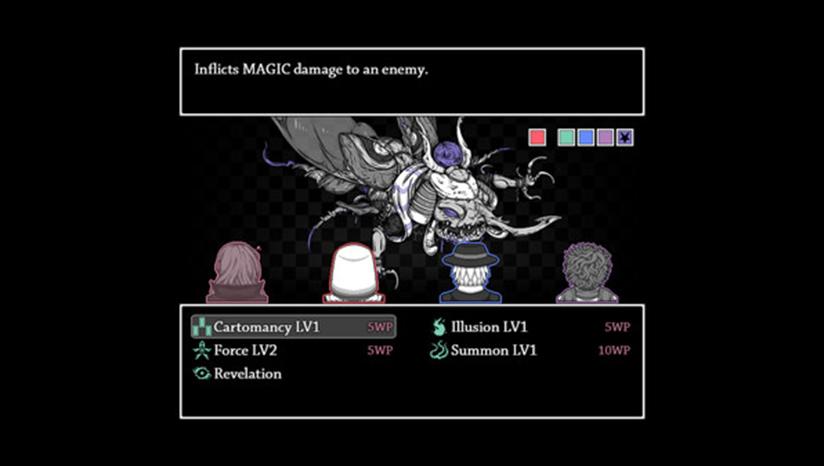 Inflicts MAGIC damage to an enemy.
Cartomancy LV1 5WP
Illusion LV1 5WP
Force LV2 5WP
Summon LV1 10WP
Revelation